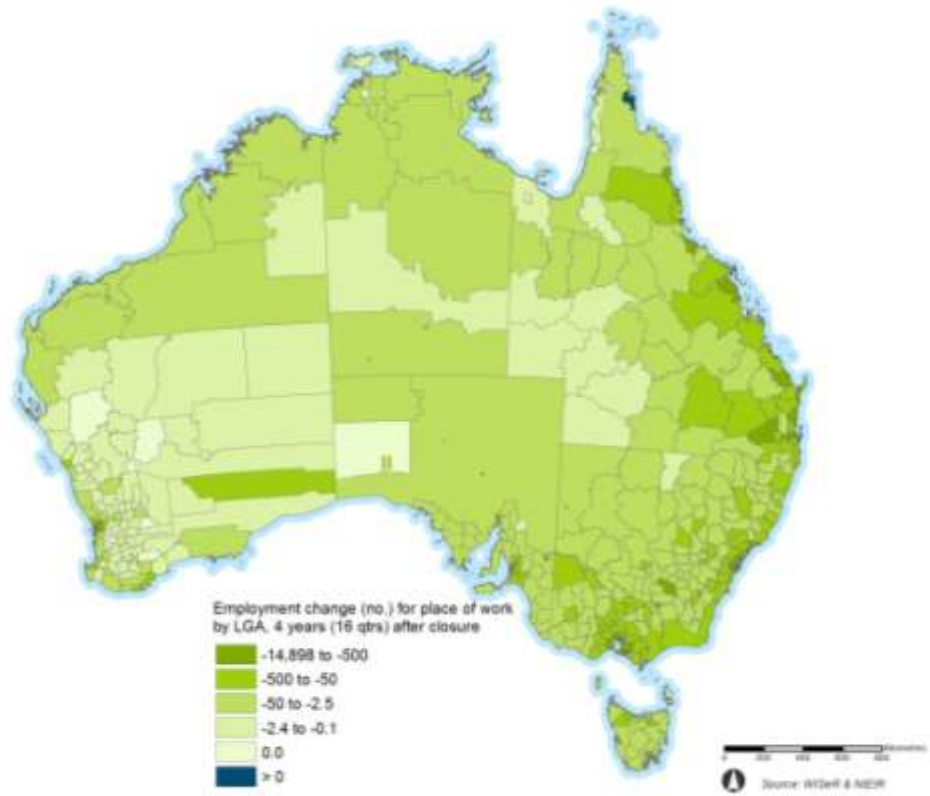 Employment change (no.) for place of work
by LGA, 4 years (16 qtrs) after closure
-14,898 to -500
-500 to -50
-50 to -2.5
-2.4 to -0.1
0.0
> 0
Source: WISeR & NIEIR